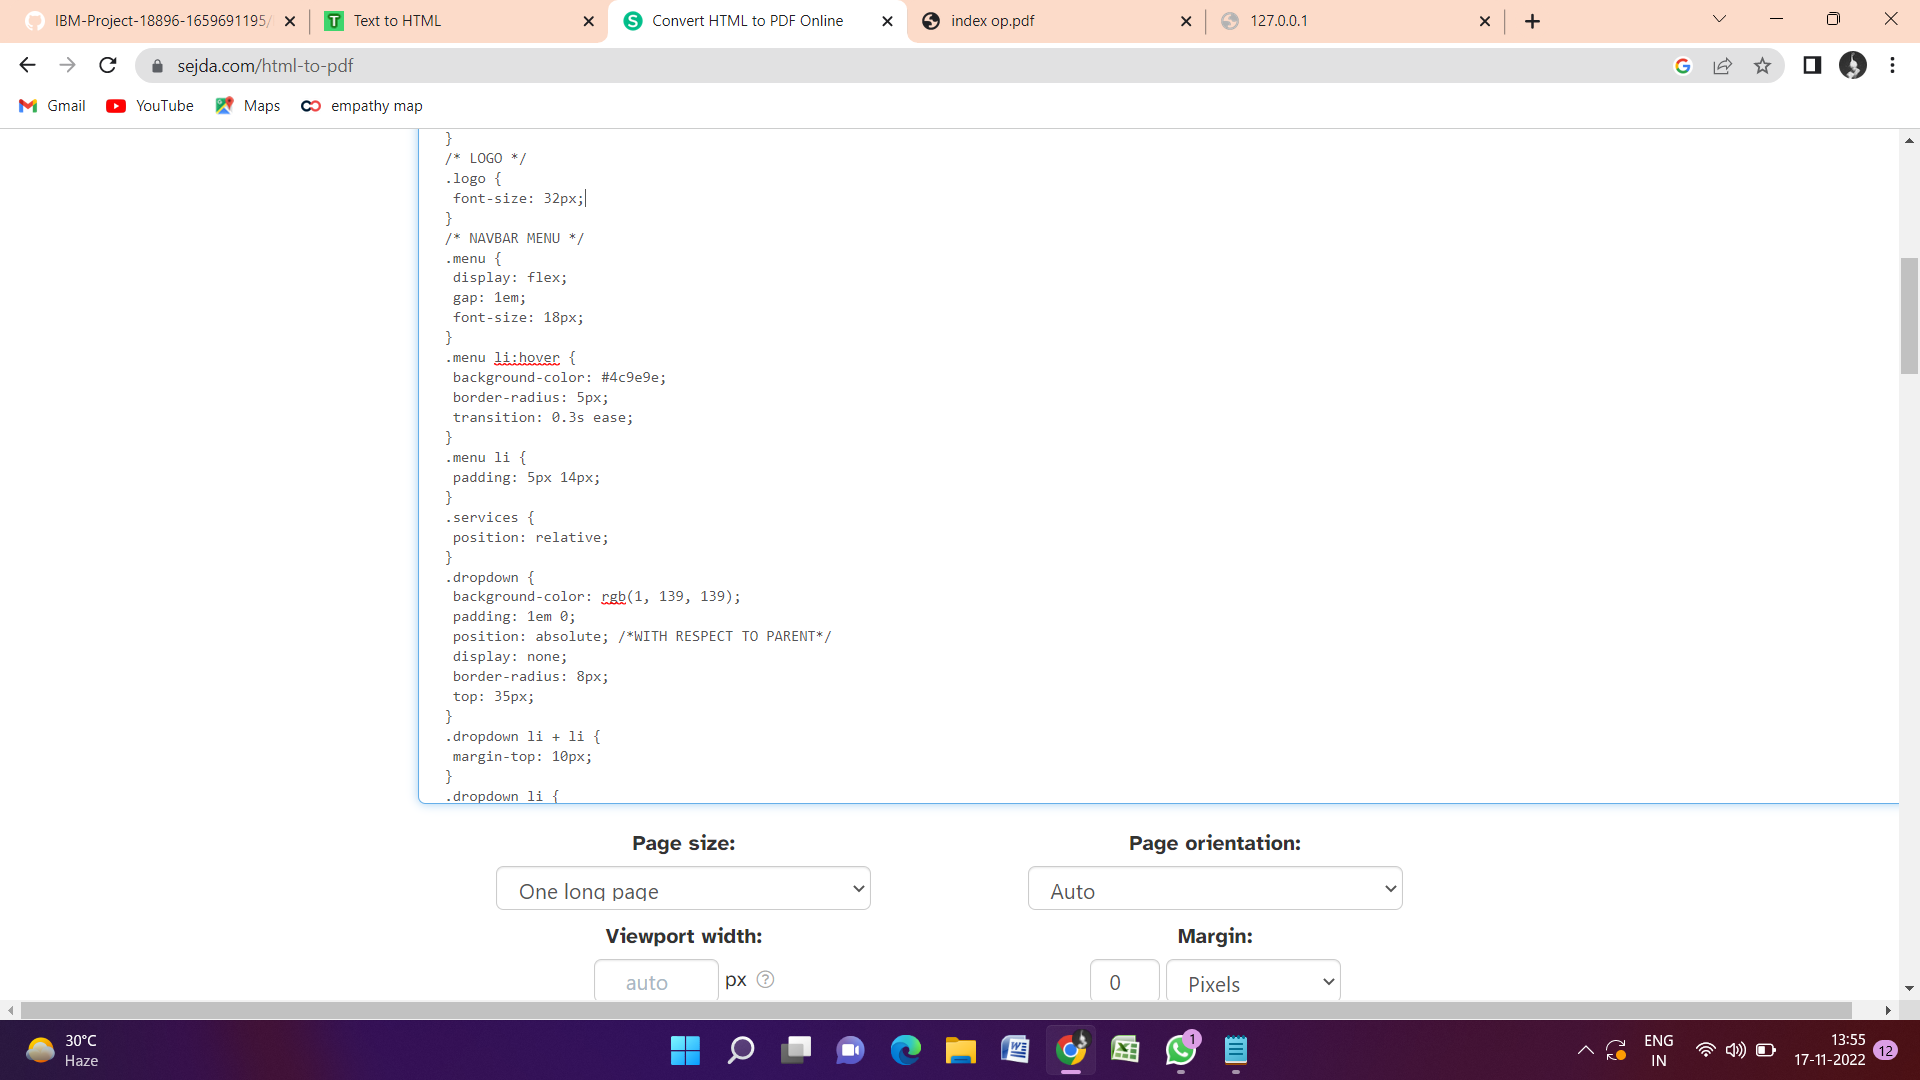 IBM-Project-18896-1659691195/
Text to HTML
Convert HTML to PDF Online
index op.pdf
127.0.0.1
sejda.com/html-to-pdf
Gmail
YouTube
Maps
empathy map
}
/* LOGO */
.logo {
font-size: 32px;
}
/* NAVBAR MENU */
.menu {
display: flex;
gap: 1em;
font-size: 18px;
}
.menu li:hover {
background-color: #4c9e9e;
border-radius: 5px;
transition: 0.3s ease;
}
.menu li {
padding: 5px 14px;
}
.services {
position: relative;
}
.dropdown {
background-color: rgb(1, 139, 139);
padding: 1em 0;
position: absolute; /*WITH RESPECT TO PARENT*/
display: none;
border-radius: 8px;
top: 35px;
}
.dropdown li + li {
margin-top: 10px;
}
.dropdown li {
Page size:
Page orientation:
One long page
Auto
Viewport width:
Margin:
auto
px
?
0
Pixels
30°C
Haze
1
ENG
IN
13:55
17-11-2022
12